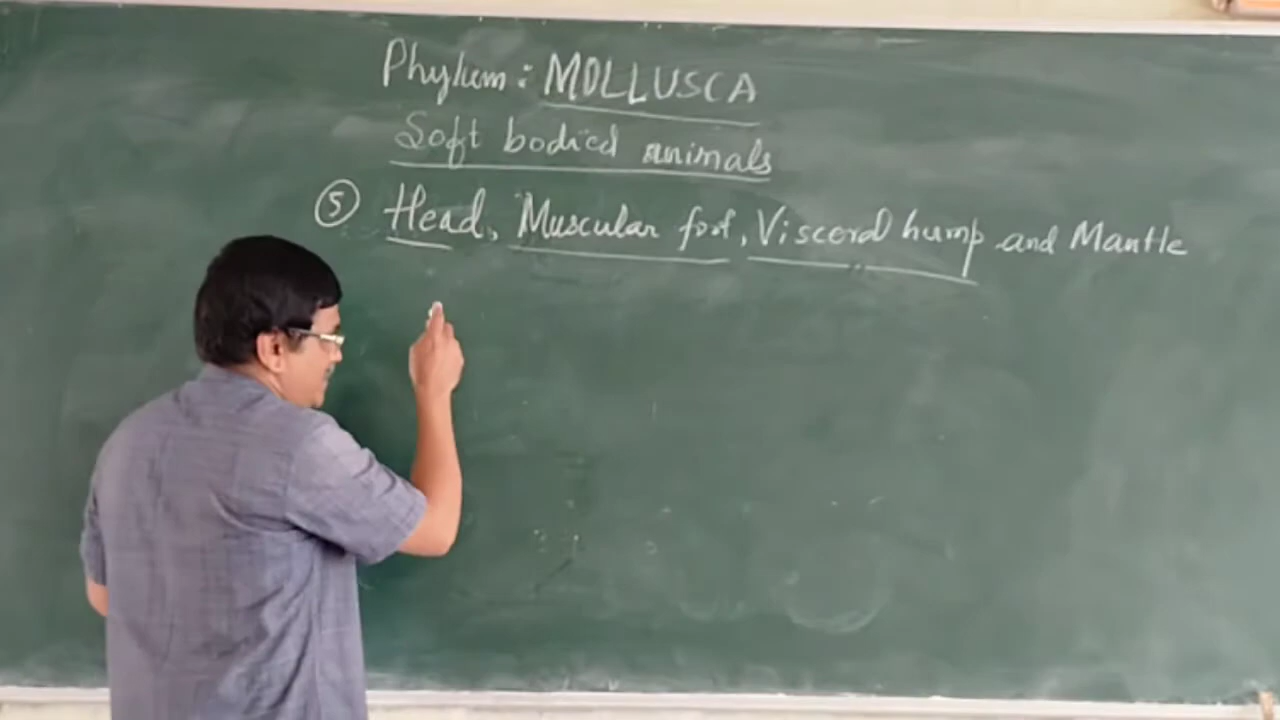 Phylum: MOLLUSCA
Soft bodied animals
⑤ Head, Muscular foot, Visceral hump and Mantle